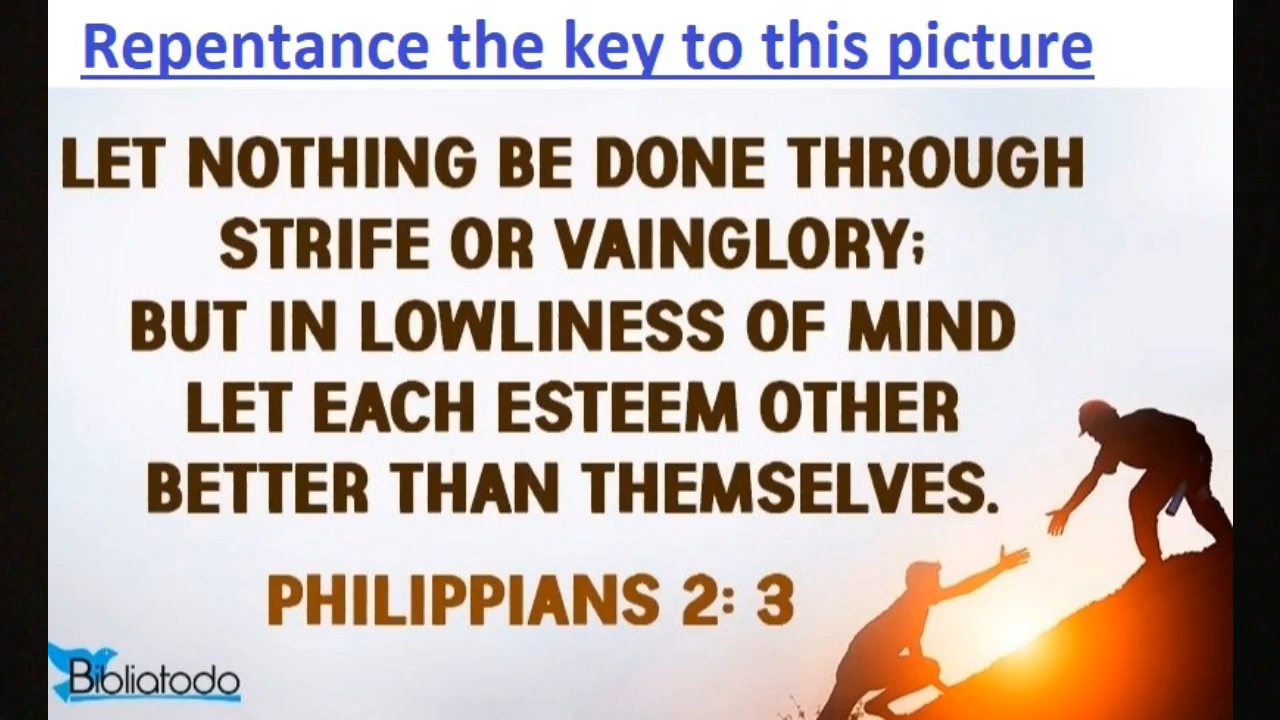 Repentance the key to this picture
LET NOTHING BE DONE THROUGH
STRIFE OR VAINGLORY;
BUT IN LOWLINESS OF MIND
LET EACH ESTEEM OTHER
BETTER THAN THEMSELVES.
PHILIPPIANS 2: 3
Bibliatodo